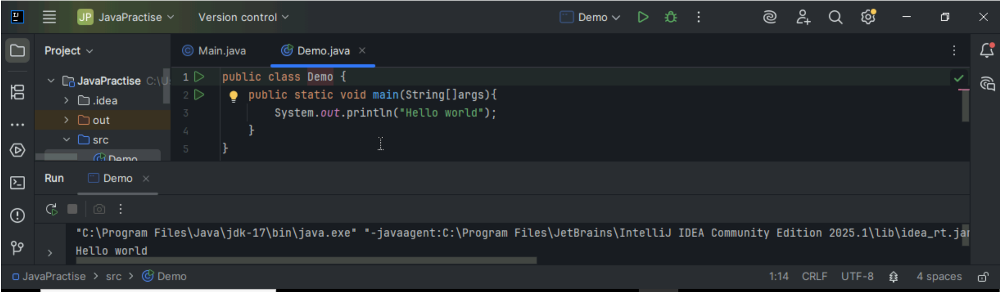 IJ
JP JavaPractise Version control Demo
Project Main.java Demo.java
JavaPractise C:\U
.idea
out
src
Demo
1 public class Demo {
2 public static void main(String[]args){
3 System.out.println("Hello world");
4 }
5 }
Run Demo
"C:\Program Files\Java\jdk-17\bin\java.exe" "-javaagent:C:\Program Files\JetBrains\IntelliJ IDEA Community Edition 2025.1\lib\idea_rt.jar
Hello world
JavaPractise > src > Demo 1:14 CRLF UTF-8 4 spaces